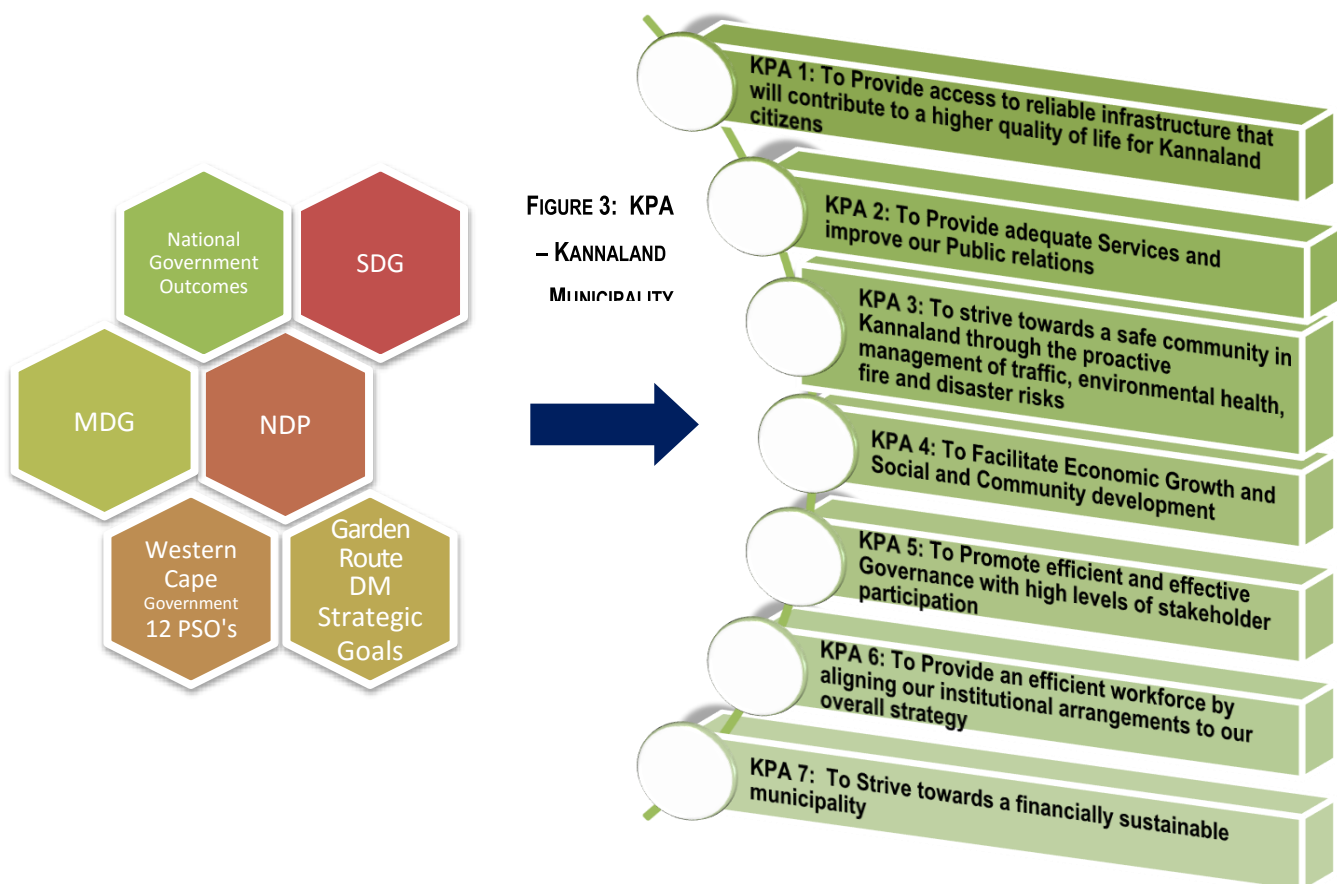 National
Government
Outcomes
SDG
MDG
NDP
Western
Cape
Government
12 PSO's
Garden
Route
DM
Strategic
Goals
FIGURE 3: KPA
– KANNALAND
MUNICIPALITY
KPA 1: To Provide access to reliable infrastructure that
will contribute to a higher quality of life for Kannaland
citizens
KPA 2: To Provide adequate Services and
improve our Public relations
KPA 3: To strive towards a safe community in
Kannaland through the proactive
management of traffic, environmental health,
fire and disaster risks
KPA 4: To Facilitate Economic Growth and
Social and Community development
KPA 5: To Promote efficient and effective
Governance with high levels of stakeholder
participation
KPA 6: To Provide an efficient workforce by
aligning our institutional arrangements to our
overall strategy
KPA 7: To Strive towards a financially sustainable
municipality